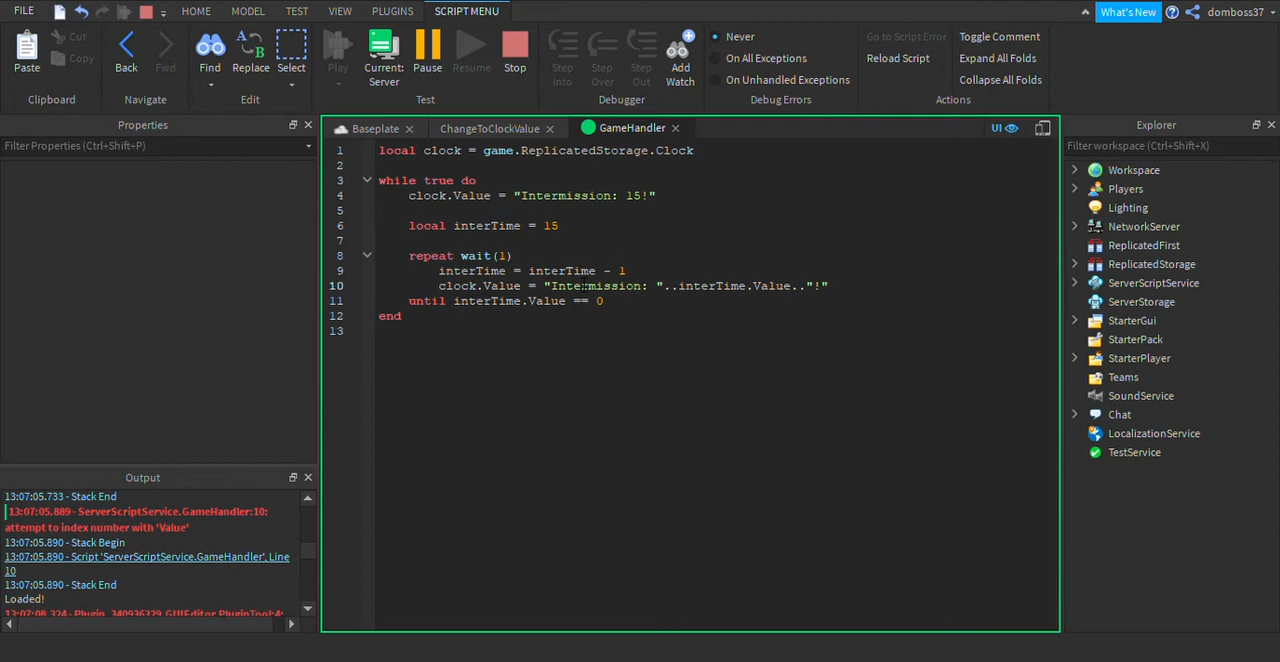 FILE HOME MODEL TEST VIEW PLUGINS SCRIPT MENU What's New domboss37
Paste Cut Copy
Clipboard
Back Fwd
Navigate
Find Replace Select
Edit
Play Current: Server Pause Resume Stop
Test
Step Into Step Over Step Out Add Watch
Debugger
Never
On All Exceptions
On Unhandled Exceptions
Debug Errors
Go to Script Error Toggle Comment
Reload Script Expand All Folds
Collapse All Folds
Actions
Properties
Filter Properties (Ctrl+Shift+P)
Baseplate ChangeToClockValue GameHandler UI
1 local clock = game.ReplicatedStorage.Clock
2
3 while true do
4 clock.Value = "Intermission: 15!"
5
6 local interTime = 15
7
8 repeat wait(1)
9 interTime = interTime - 1
10 clock.Value = "Intermission: "..interTime.Value.."!"
11 until interTime.Value == 0
12 end
13
Explorer
Filter workspace (Ctrl+Shift+X)
Workspace
Players
Lighting
NetworkServer
ReplicatedFirst
ReplicatedStorage
ServerScriptService
ServerStorage
StarterGui
StarterPack
StarterPlayer
Teams
SoundService
Chat
LocalizationService
TestService
Output
13:07:05.733 - Stack End
13:07:05.889 - ServerScriptService.GameHandler:10:
attempt to index number with 'Value'
13:07:05.890 - Stack Begin
13:07:05.890 - Script 'ServerScriptService.GameHandler', Line
10
13:07:05.890 - Stack End
Loaded!
13:07:08.324 - Plugin_340936329.GUIEditor.PluginTool:4: